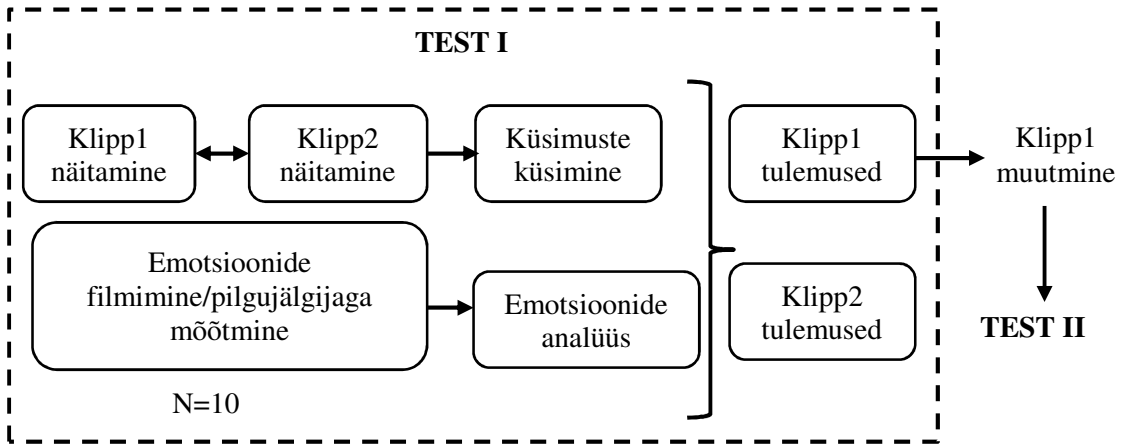 TEST I
Klipp1
näitamine
Klipp2
näitamine
Küsimuste
küsimine
Klipp1
tulemused
Klipp1
muutmine
Emotsioonide
filmimine/pilgujälgijaga
mõõtmine
Emotsioonide
analüüs
Klipp2
tulemused
TEST II
N=10